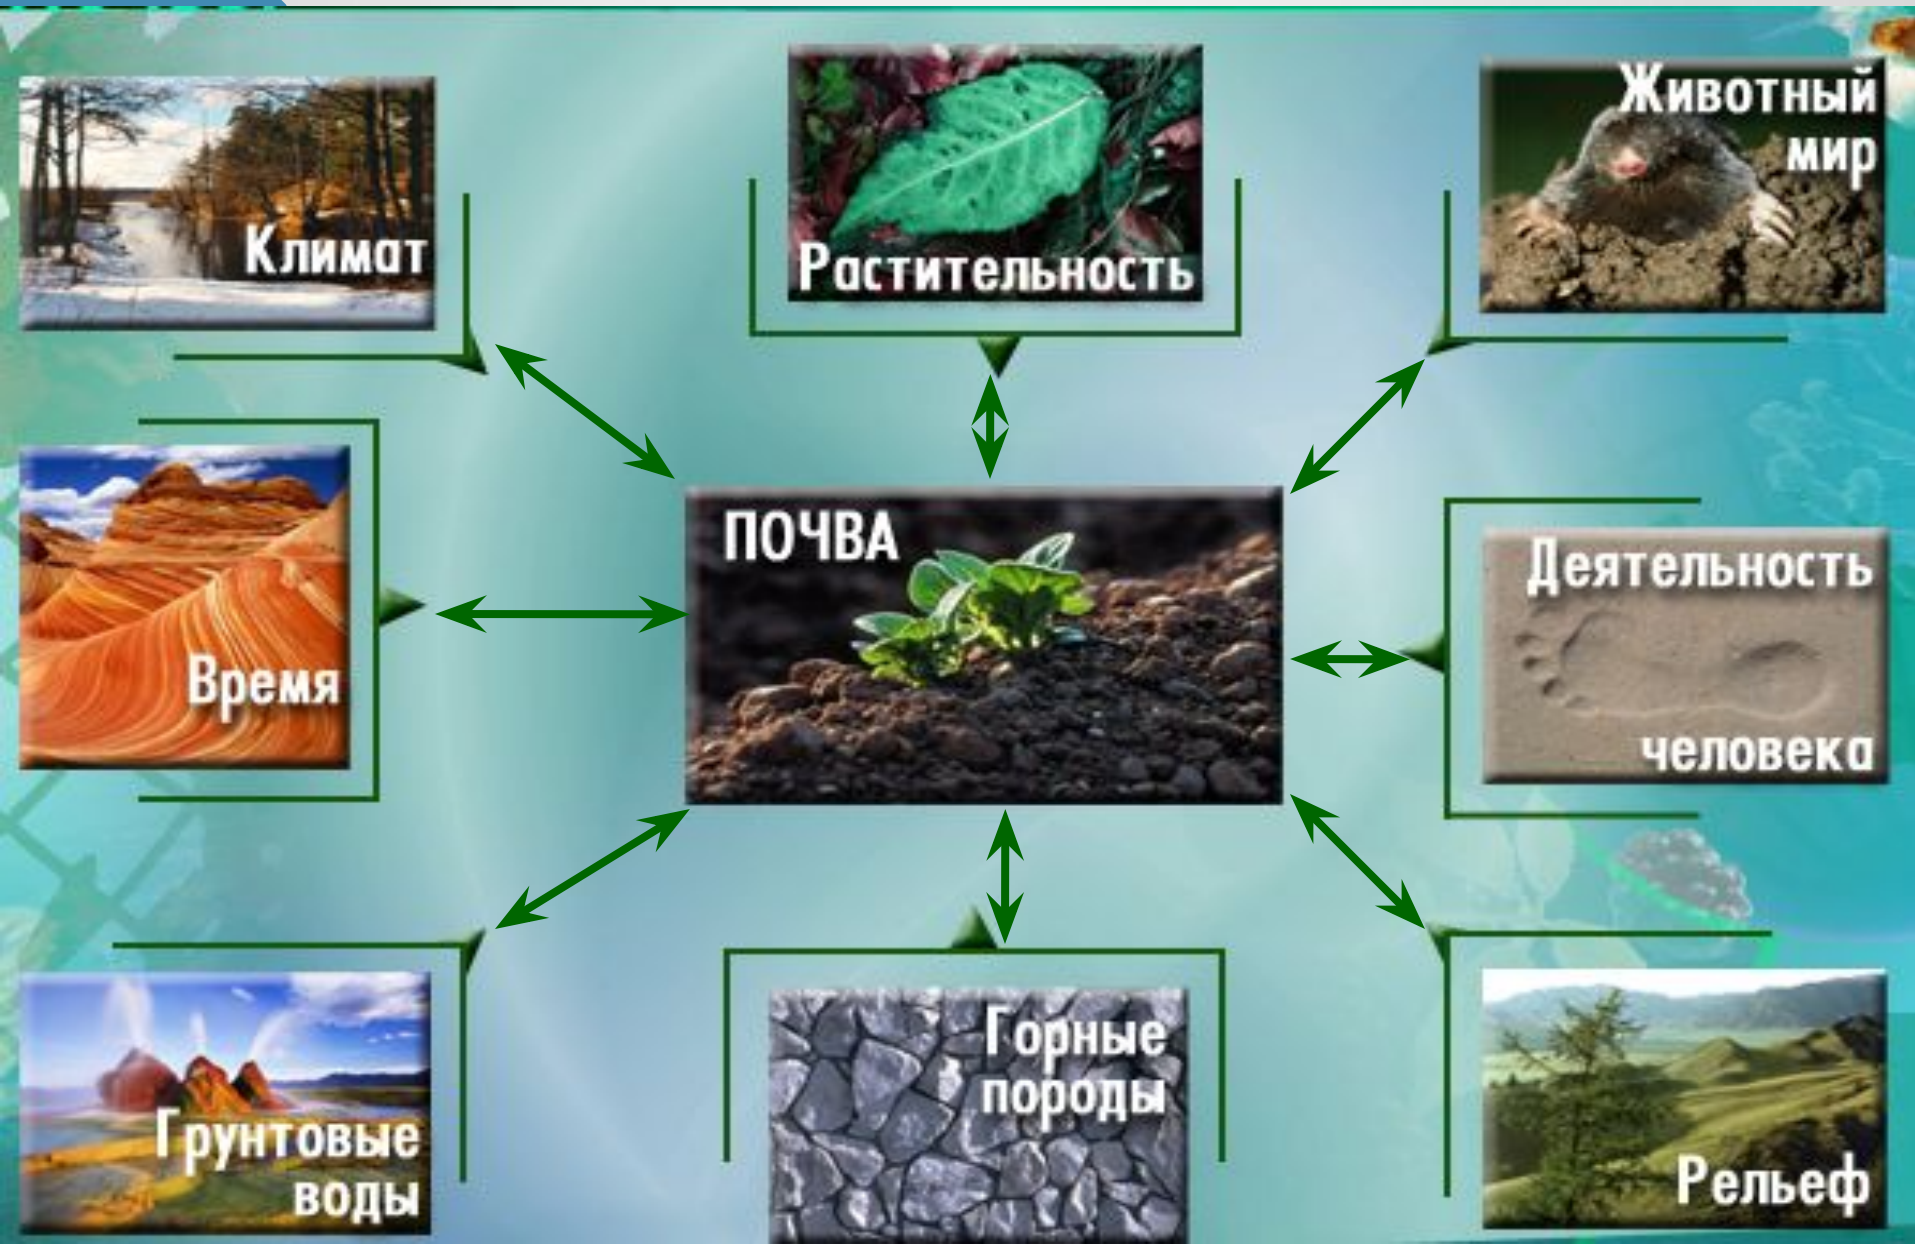 Климат
Растительность
Животный
мир
Время
ПОЧВА
Деятельность
человека
Грунтовые
воды
Горные
породы
Рельеф